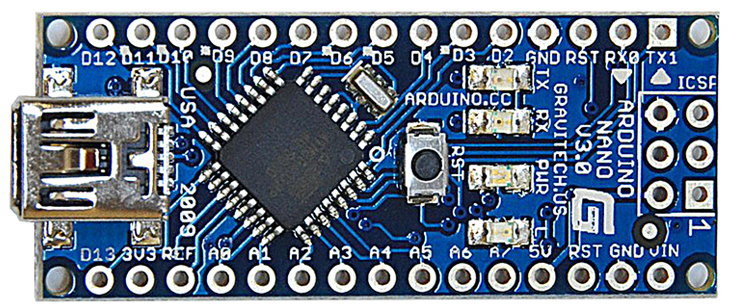 D12 D11 D10 D9 D8 D7 D6 D5 D4 D3 D2 GND RST RX0 TX1
ICSP
TX
RX
PWR
L
ARDUINO.CC
GRAVITECH.US
ARDUINO
NANO
V3.0
RST
USA
2009
G
1
D13 3V3 REF A0 A1 A2 A3 A4 A5 A6 A7 5V RST GND VIN